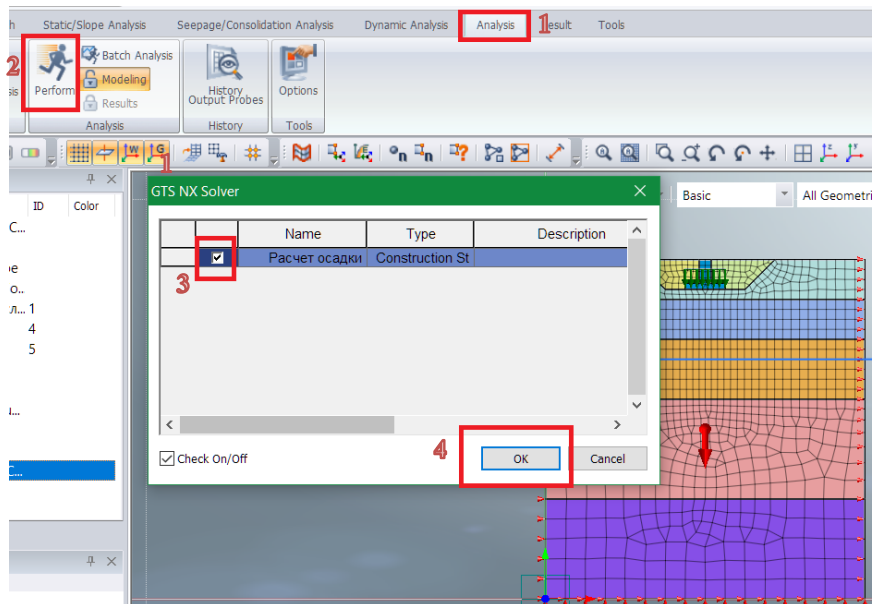 h Static/Slope Analysis Seepage/Consolidation Analysis Dynamic Analysis Analysis 1 esult Tools
2 Perform Batch Analysis
Modeling
Results
History
Output Probes
Options
sis Analysis History Tools
1
ID Color
C...
е
о..
л... 1
4
5
C...
GTS NX Solver
Name Type Description
Расчет осадки Construction St
3
4
Check On/Off
OK Cancel
Basic All Geometri